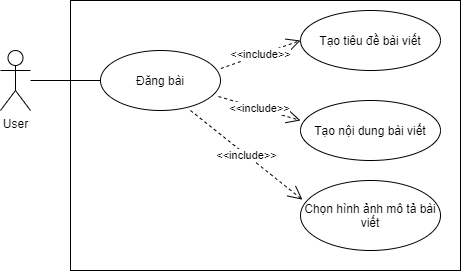 Tạo tiêu đề bài viết
<<include>>
Đăng bài
<<include>>
User
Tạo nội dung bài viết
<<include>>
Chọn hình ảnh mô tả bài
viết